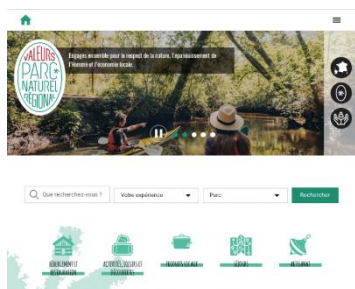 VALEURS
PARC
NATUREL
RÉGIONAL
Engagés ensemble pour le respect de la nature, l'épanouissement de
l'Homme et l'économie locale.
Que recherchez-vous ?
Votre expérience
Parc
Rechercher
HÉBERGEMENT ET
RESTAURATION
ACTIVITÉS, LOISIRS ET
DÉCOUVERTES
PRODUITS LOCAUX
SÉJOURS
ARTISANAT